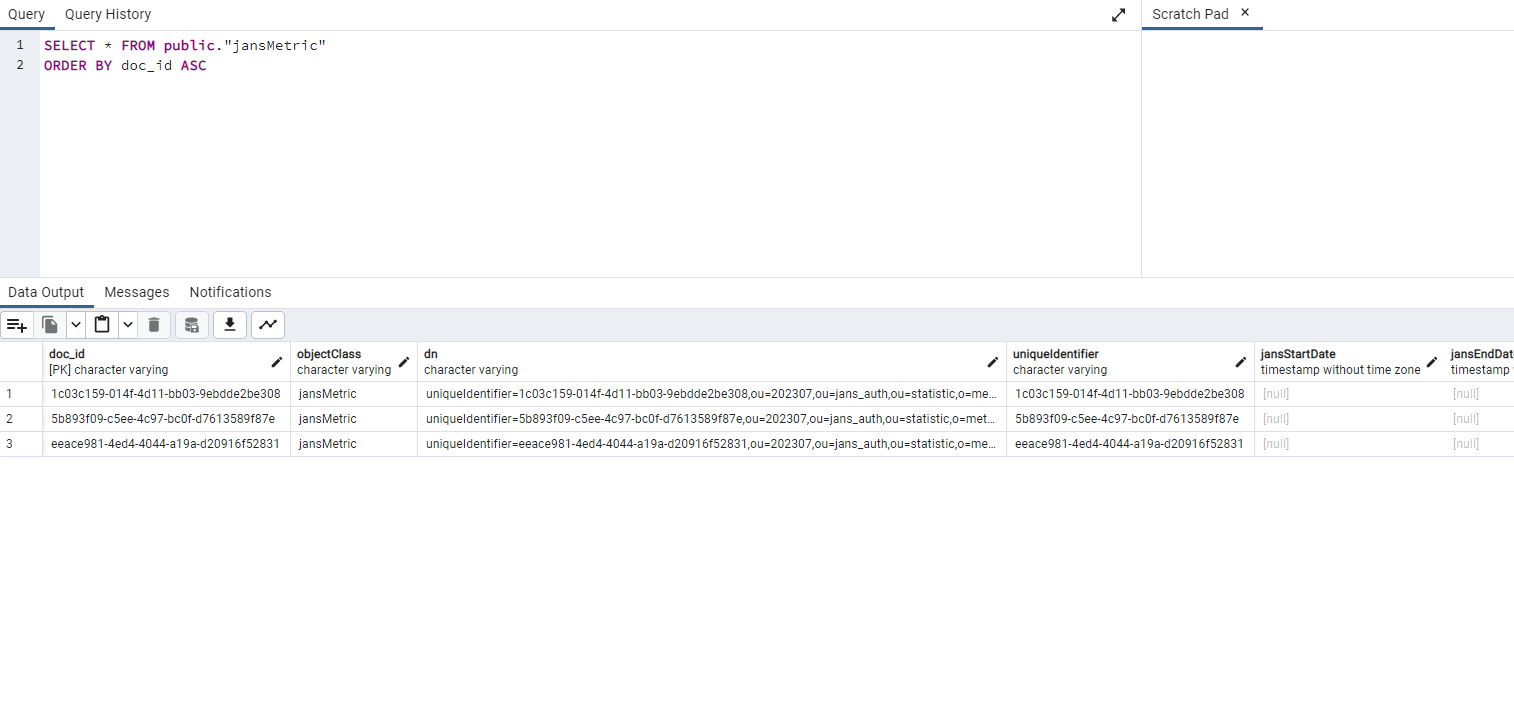 Query Query History Scratch Pad ×
1 SELECT * FROM public."jansMetric"
2 ORDER BY doc_id ASC
Data Output Messages Notifications
doc_id objectClass dn uniqueIdentifier jansStartDate jansEndDat
[PK] character varying character varying character varying character varying timestamp without time zone timestamp
1 1c03c159-014f-4d11-bb03-9ebdde2be308 jansMetric uniqueIdentifier=1c03c159-014f-4d11-bb03-9ebdde2be308,ou=202307,ou=jans_auth,ou=statistic,o=me... 1c03c159-014f-4d11-bb03-9ebdde2be308 [null] [null]
2 5b893f09-c5ee-4c97-bc0f-d7613589f87e jansMetric uniqueIdentifier=5b893f09-c5ee-4c97-bc0f-d7613589f87e,ou=202307,ou=jans_auth,ou=statistic,o=met... 5b893f09-c5ee-4c97-bc0f-d7613589f87e [null] [null]
3 eeace981-4ed4-4044-a19a-d20916f52831 jansMetric uniqueIdentifier=eeace981-4ed4-4044-a19a-d20916f52831,ou=202307,ou=jans_auth,ou=statistic,o=me... eeace981-4ed4-4044-a19a-d20916f52831 [null] [null]